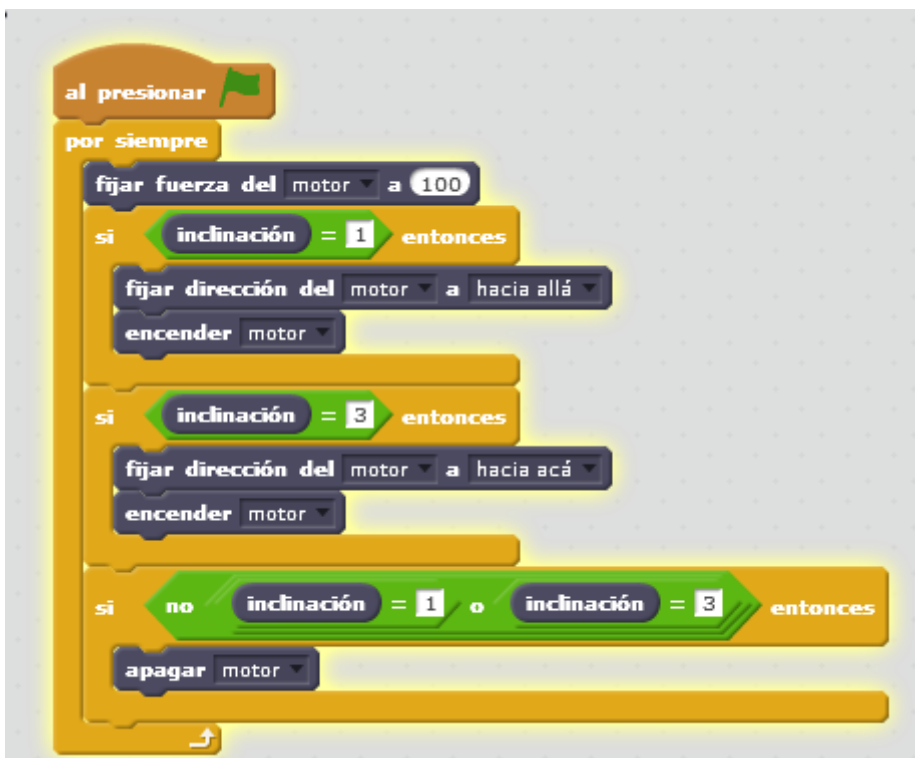 al presionar
por siempre
fijar fuerza del motor a 100
si inclinación = 1 entonces
fijar dirección del motor a hacia allá
encender motor
si inclinación = 3 entonces
fijar dirección del motor a hacia acá
encender motor
si no inclinación = 1 o inclinación = 3 entonces
apagar motor